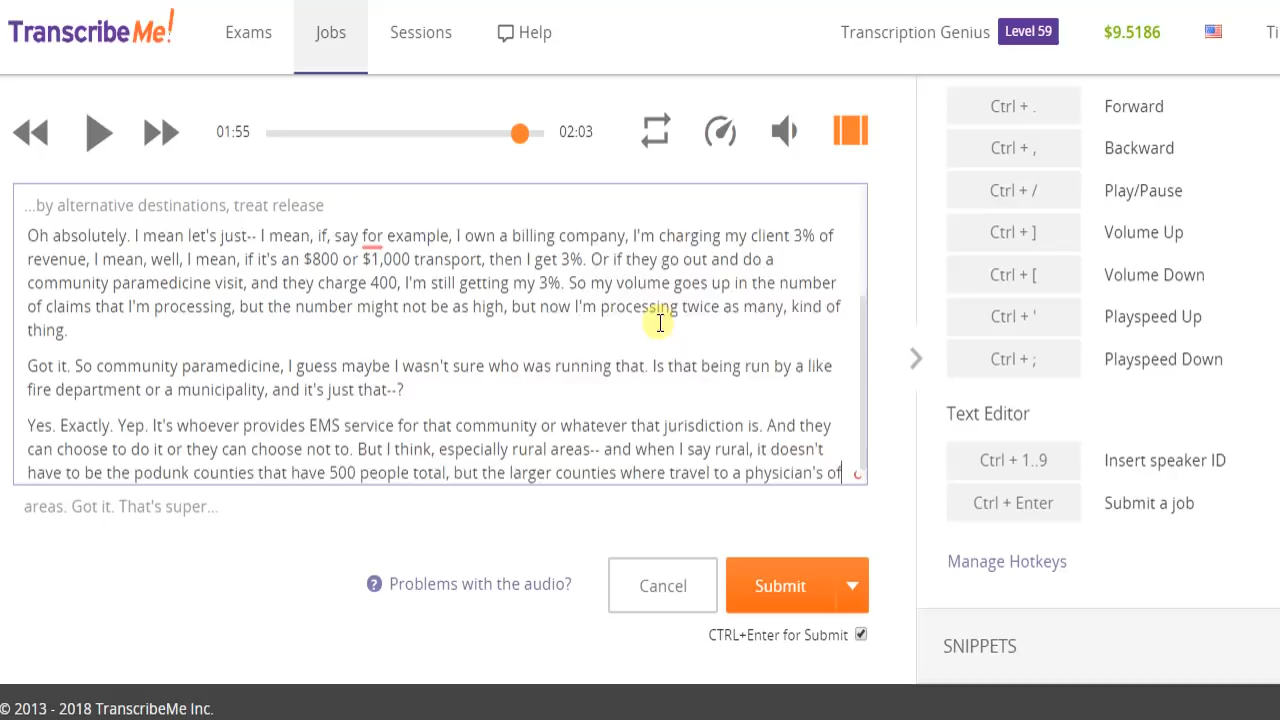 TranscribeMe!
Exams
Jobs
Sessions
Help
Transcription Genius
Level 59
$9.5186
Ti
01:55
02:03
...by alternative destinations, treat release
Oh absolutely. I mean let's just-- I mean, if, say for example, I own a billing company, I'm charging my client 3% of
revenue, I mean, well, I mean, if it's an $800 or $1,000 transport, then I get 3%. Or if they go out and do a
community paramedicine visit, and they charge 400, I'm still getting my 3%. So my volume goes up in the number
of claims that I'm processing, but the number might not be as high, but now I'm processing twice as many, kind of
thing.
Got it. So community paramedicine, I guess maybe I wasn't sure who was running that. Is that being run by a like
fire department or a municipality, and it's just that--?
Yes. Exactly. Yep. It's whoever provides EMS service for that community or whatever that jurisdiction is. And they
can choose to do it or they can choose not to. But I think, especially rural areas-- and when I say rural, it doesn't
have to be the podunk counties that have 500 people total, but the larger counties where travel to a physician's of
areas. Got it. That's super...
? Problems with the audio?
Cancel
Submit
CTRL+Enter for Submit
Ctrl + .
Forward
Ctrl + ,
Backward
Ctrl + /
Play/Pause
Ctrl + ]
Volume Up
Ctrl + [
Volume Down
Ctrl + '
Playspeed Up
Ctrl + ;
Playspeed Down
Text Editor
Ctrl + 1..9
Insert speaker ID
Ctrl + Enter
Submit a job
Manage Hotkeys
SNIPPETS
© 2013 - 2018 TranscribeMe Inc.